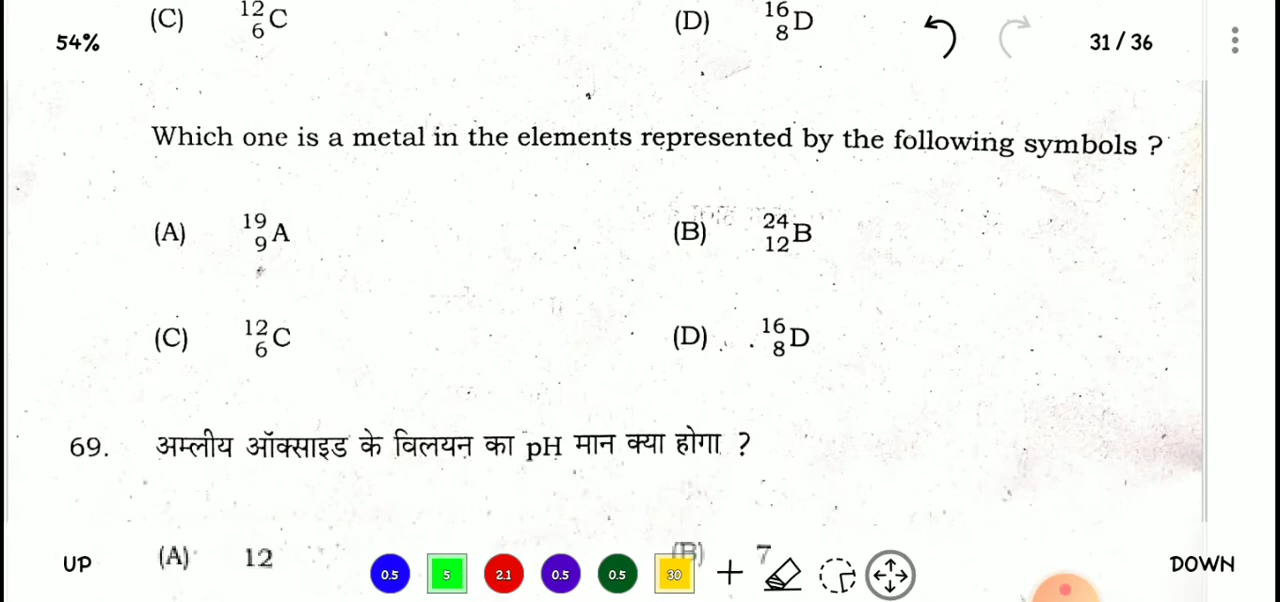 (C) ¹²₆C (D) ¹⁶₈D
54% 31 / 36
Which one is a metal in the elements represented by the following symbols ?
(A) ¹⁹₉A (B) ²⁴₁₂B
(C) ¹²₆C (D) ¹⁶₈D
69. अम्लीय ऑक्साइड के विलयन का pH मान क्या होगा ?
UP (A) 12 (B) 7 DOWN
0.5 5 2.1 0.5 0.5 30